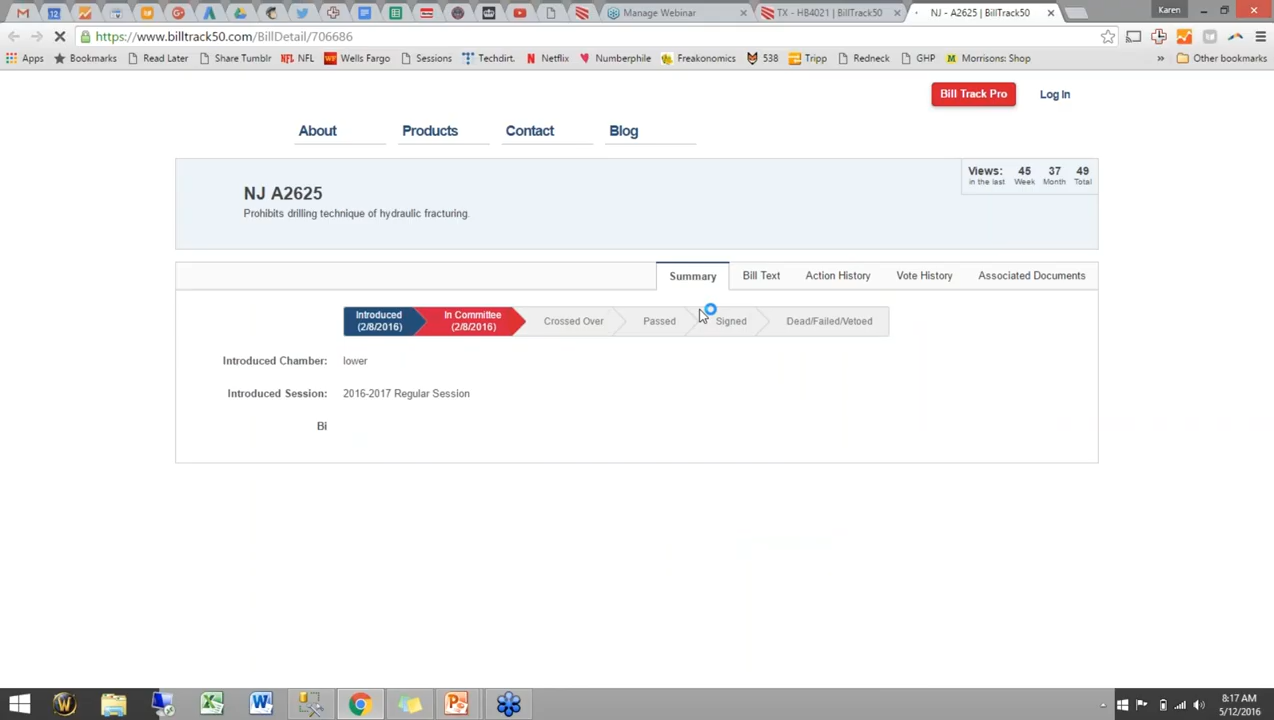 Manage Webinar
TX - HB4021 | BillTrack50
NJ - A2625 | BillTrack50
Karen
https://www.billtrack50.com/BillDetail/706686
Apps
Bookmarks
Read Later
Share Tumblr
NFL
Wells Fargo
Sessions
Techdirt.
Netflix
Numberphile
Freakonomics
538
Tripp
Redneck
GHP
Morrisons: Shop
»
Other bookmarks
Bill Track Pro
Log In
About
Products
Contact
Blog
NJ A2625
Prohibits drilling technique of hydraulic fracturing.
Views: 45 37 49
in the last Week Month Total
Summary
Bill Text
Action History
Vote History
Associated Documents
Introduced
(2/8/2016)
In Committee
(2/8/2016)
Crossed Over
Passed
Signed
Dead/Failed/Vetoed
Introduced Chamber: lower
Introduced Session: 2016-2017 Regular Session
Bi
8:17 AM
5/12/2016